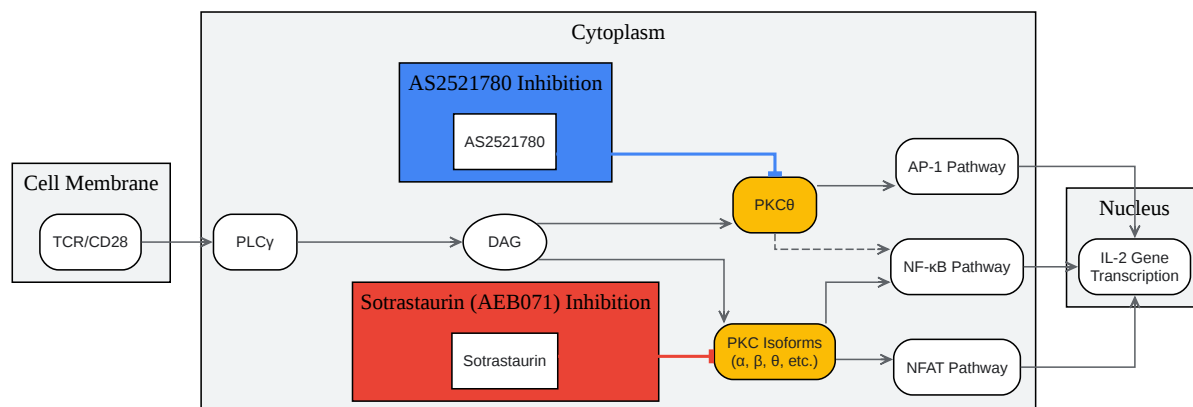 Cytoplasm
AS2521780 Inhibition
AS2521780
Cell Membrane
TCR/CD28
PLCγ
DAG
PKCθ
AP-1 Pathway
NF-κB Pathway
Nucleus
IL-2 Gene
Transcription
Sotrastaurin (AEB071) Inhibition
Sotrastaurin
PKC Isoforms
(α, β, θ, etc.)
NFAT Pathway